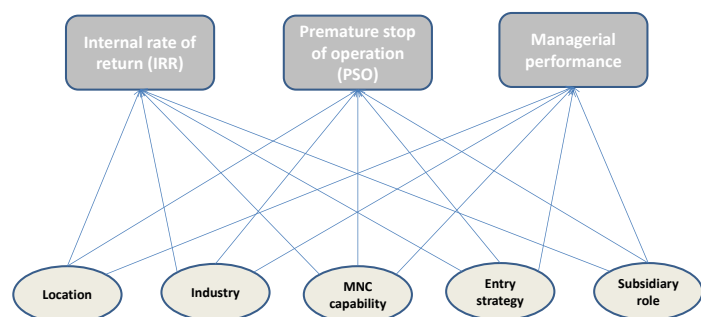 Internal rate of
return (IRR)
Premature stop
of operation
(PSO)
Managerial
performance
Location
Industry
MNC
capability
Entry
strategy
Subsidiary
role